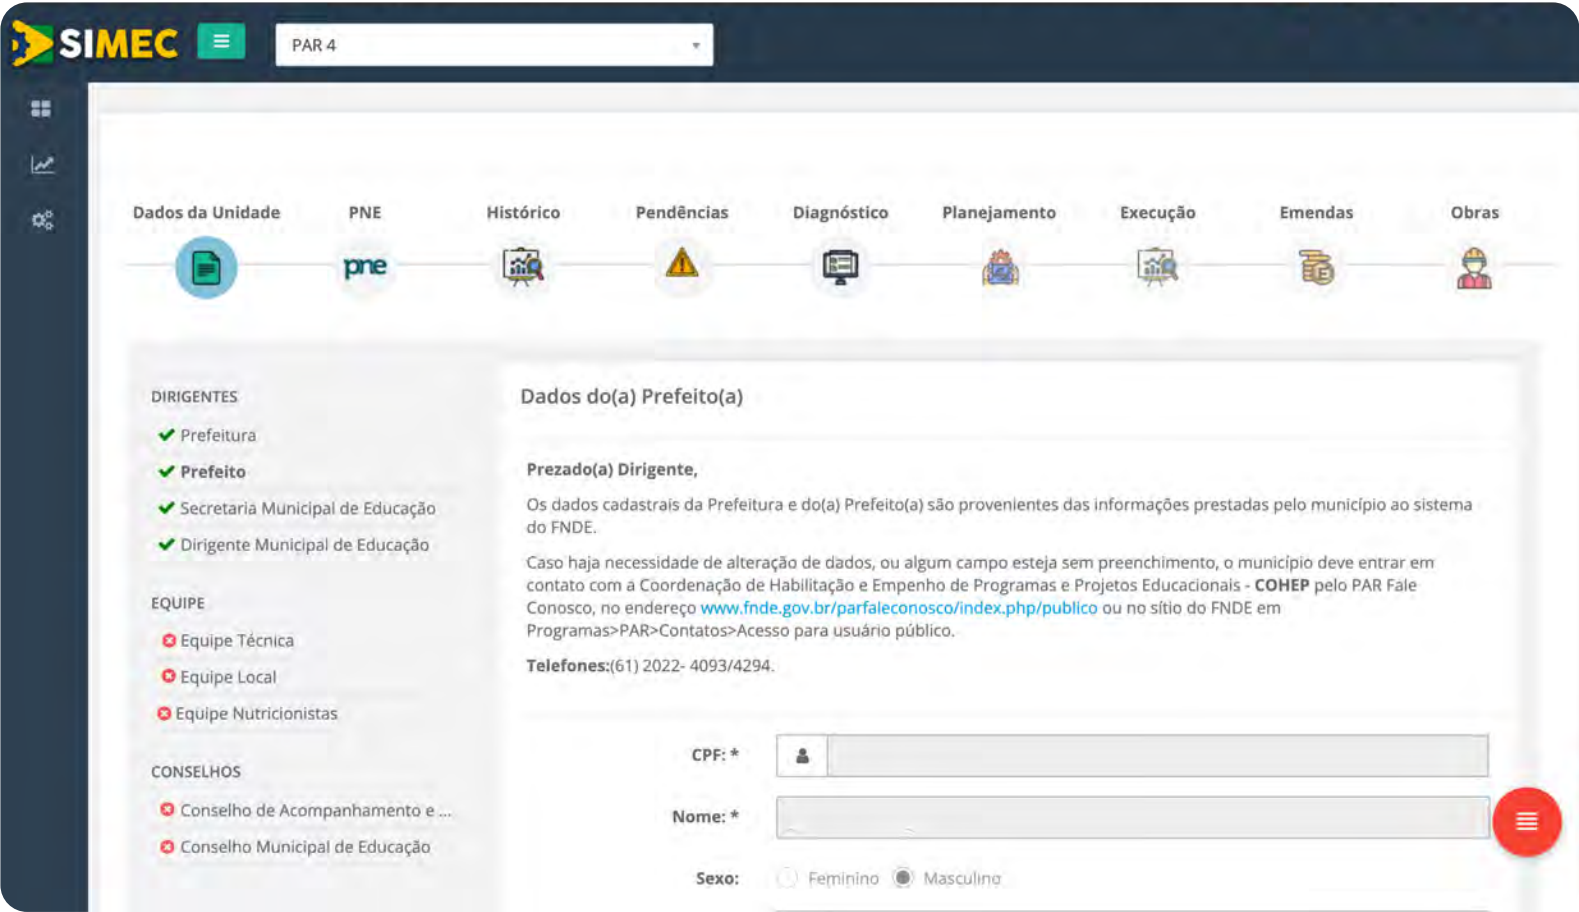 SIMEC
PAR 4
Dados da Unidade
PNE
Histórico
Pendências
Diagnóstico
Planejamento
Execução
Emendas
Obras
pne
DIRIGENTES
Prefeitura
Prefeito
Secretaria Municipal de Educação
Dirigente Municipal de Educação
EQUIPE
Equipe Técnica
Equipe Local
Equipe Nutricionistas
CONSELHOS
Conselho de Acompanhamento e ...
Conselho Municipal de Educação
Dados do(a) Prefeito(a)
Prezado(a) Dirigente,
Os dados cadastrais da Prefeitura e do(a) Prefeito(a) são provenientes das informações prestadas pelo município ao sistema
do FNDE.
Caso haja necessidade de alteração de dados, ou algum campo esteja sem preenchimento, o município deve entrar em
contato com a Coordenação de Habilitação e Empenho de Programas e Projetos Educacionais - COHEP pelo PAR Fale
Conosco, no endereço www.fnde.gov.br/parfaleconosco/index.php/publico ou no sítio do FNDE em
Programas>PAR>Contatos>Acesso para usuário público.
Telefones:(61) 2022- 4093/4294.
CPF: *
Nome: *
Sexo:
Feminino
Masculino